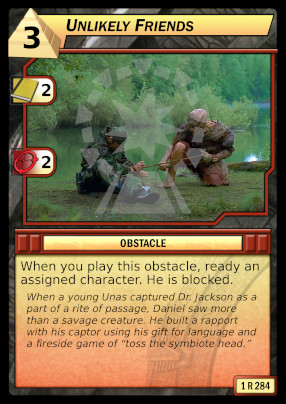 3
UNLIKELY FRIENDS
2
2
OBSTACLE
When you play this obstacle, ready an
assigned character. He is blocked.
When a young Unas captured Dr. Jackson as a
part of a rite of passage, Daniel saw more
than a savage creature. He built a rapport
with his captor using his gift for language and
a fireside game of “toss the symbiote head.”
1 R 284